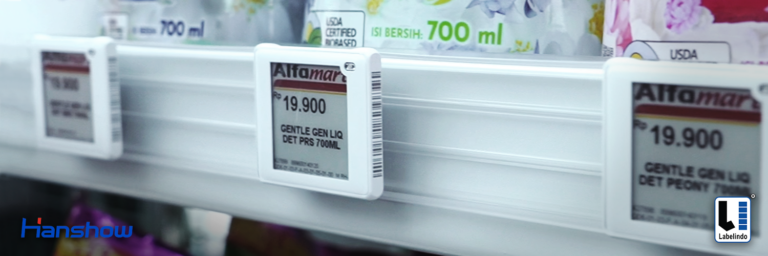 700 ml
USDA
CERTIFIED
BIOBASED
ISI BERSIH: 700 ml
USDA
19.900
Alfamart
Rp 19.900
GENTLE GEN LIQ
DET PRS 700ML
Alfamart
Rp 19.900
GENTLE GEN LIQ
DET PEONY 700ML
Hanshow
Labelindo